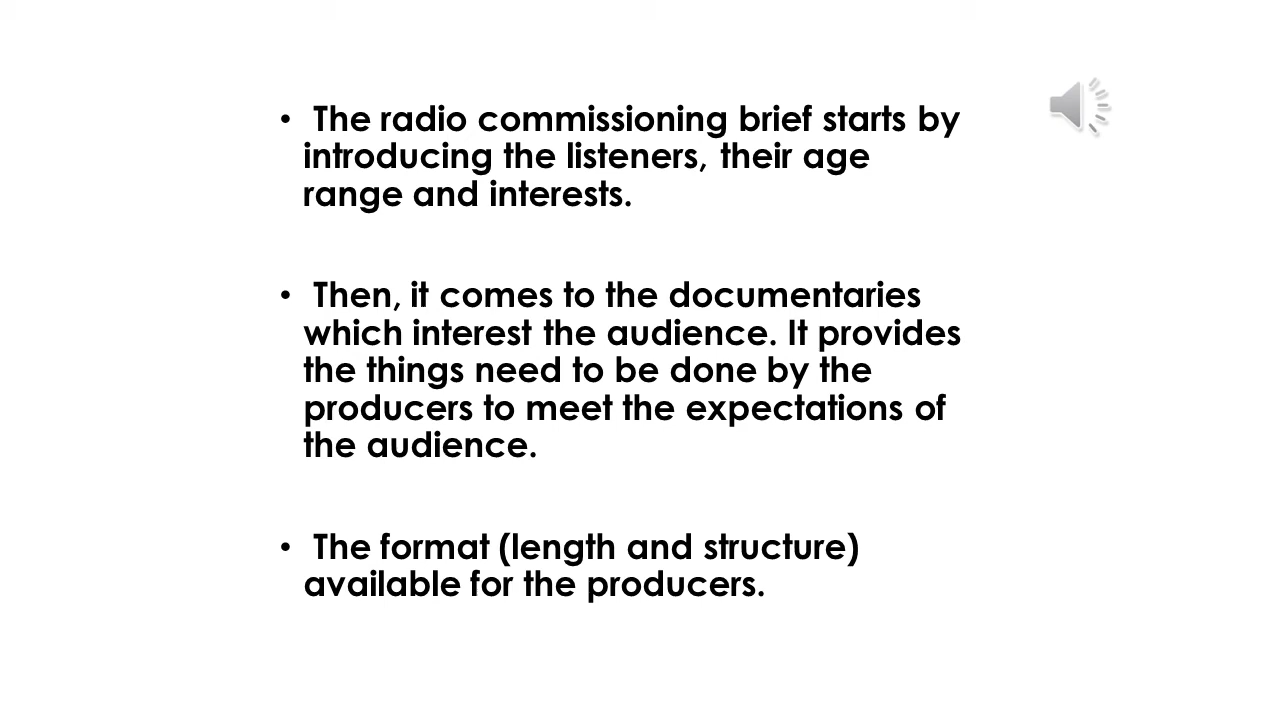 • The radio commissioning brief starts by
introducing the listeners, their age
range and interests.
• Then, it comes to the documentaries
which interest the audience. It provides
the things need to be done by the
producers to meet the expectations of
the audience.
• The format (length and structure)
available for the producers.